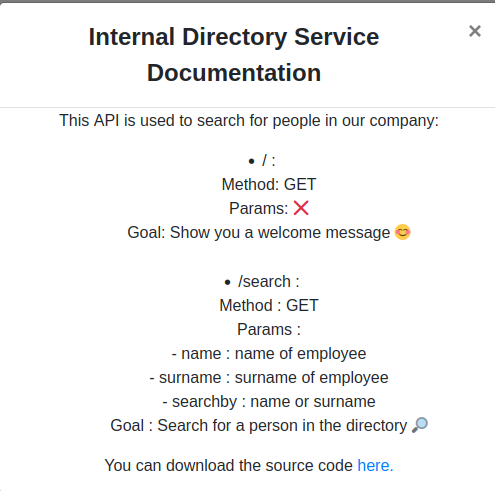 Internal Directory Service
Documentation
×
This API is used to search for people in our company:
• / :
Method: GET
Params: ❌
Goal: Show you a welcome message 😊
• /search :
Method : GET
Params :
- name : name of employee
- surname : surname of employee
- searchby : name or surname
Goal : Search for a person in the directory 🔎
You can download the source code here.